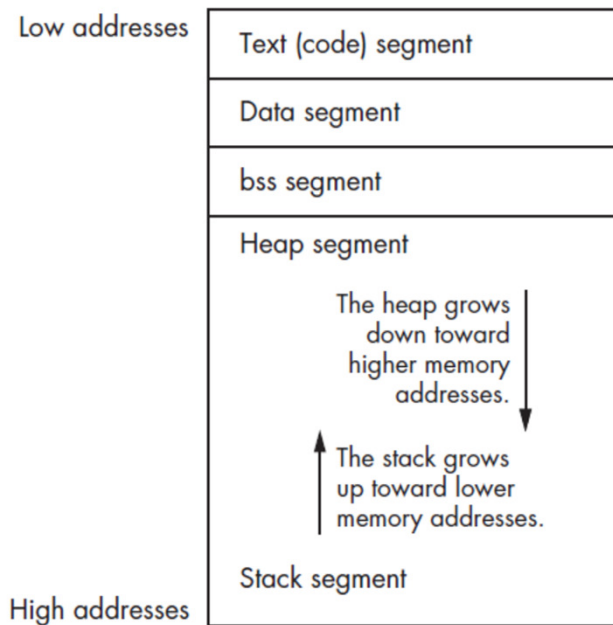 Low addresses
Text (code) segment
Data segment
bss segment
Heap segment
The heap grows
down toward
higher memory
addresses.
The stack grows
up toward lower
memory addresses.
Stack segment
High addresses